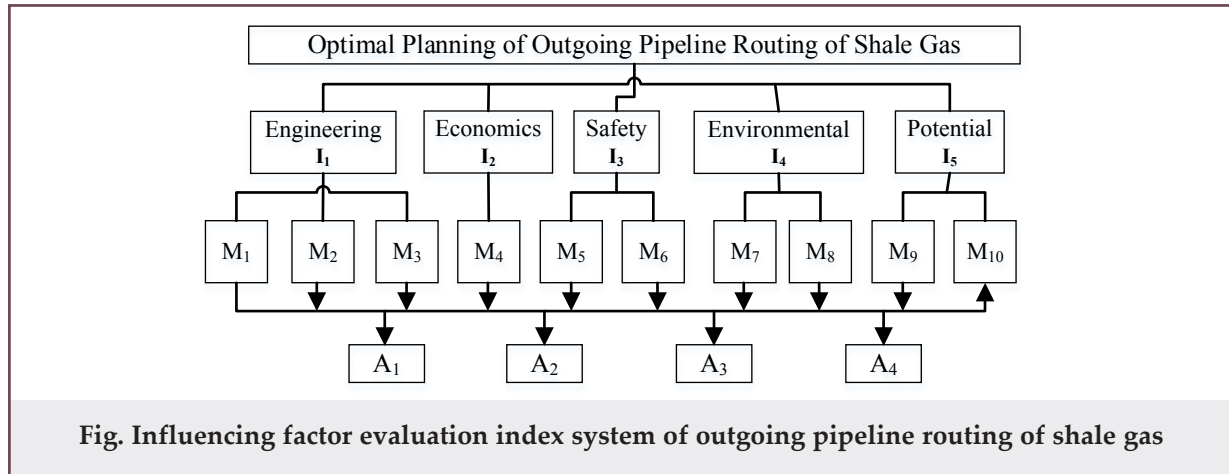 Optimal Planning of Outgoing Pipeline Routing of Shale Gas
Engineering
I₁
Economics
I₂
Safety
I₃
Environmental
I₄
Potential
I₅
M₁
M₂
M₃
M₄
M₅
M₆
M₇
M₈
M₉
M₁₀
A₁
A₂
A₃
A₄
Fig. Influencing factor evaluation index system of outgoing pipeline routing of shale gas